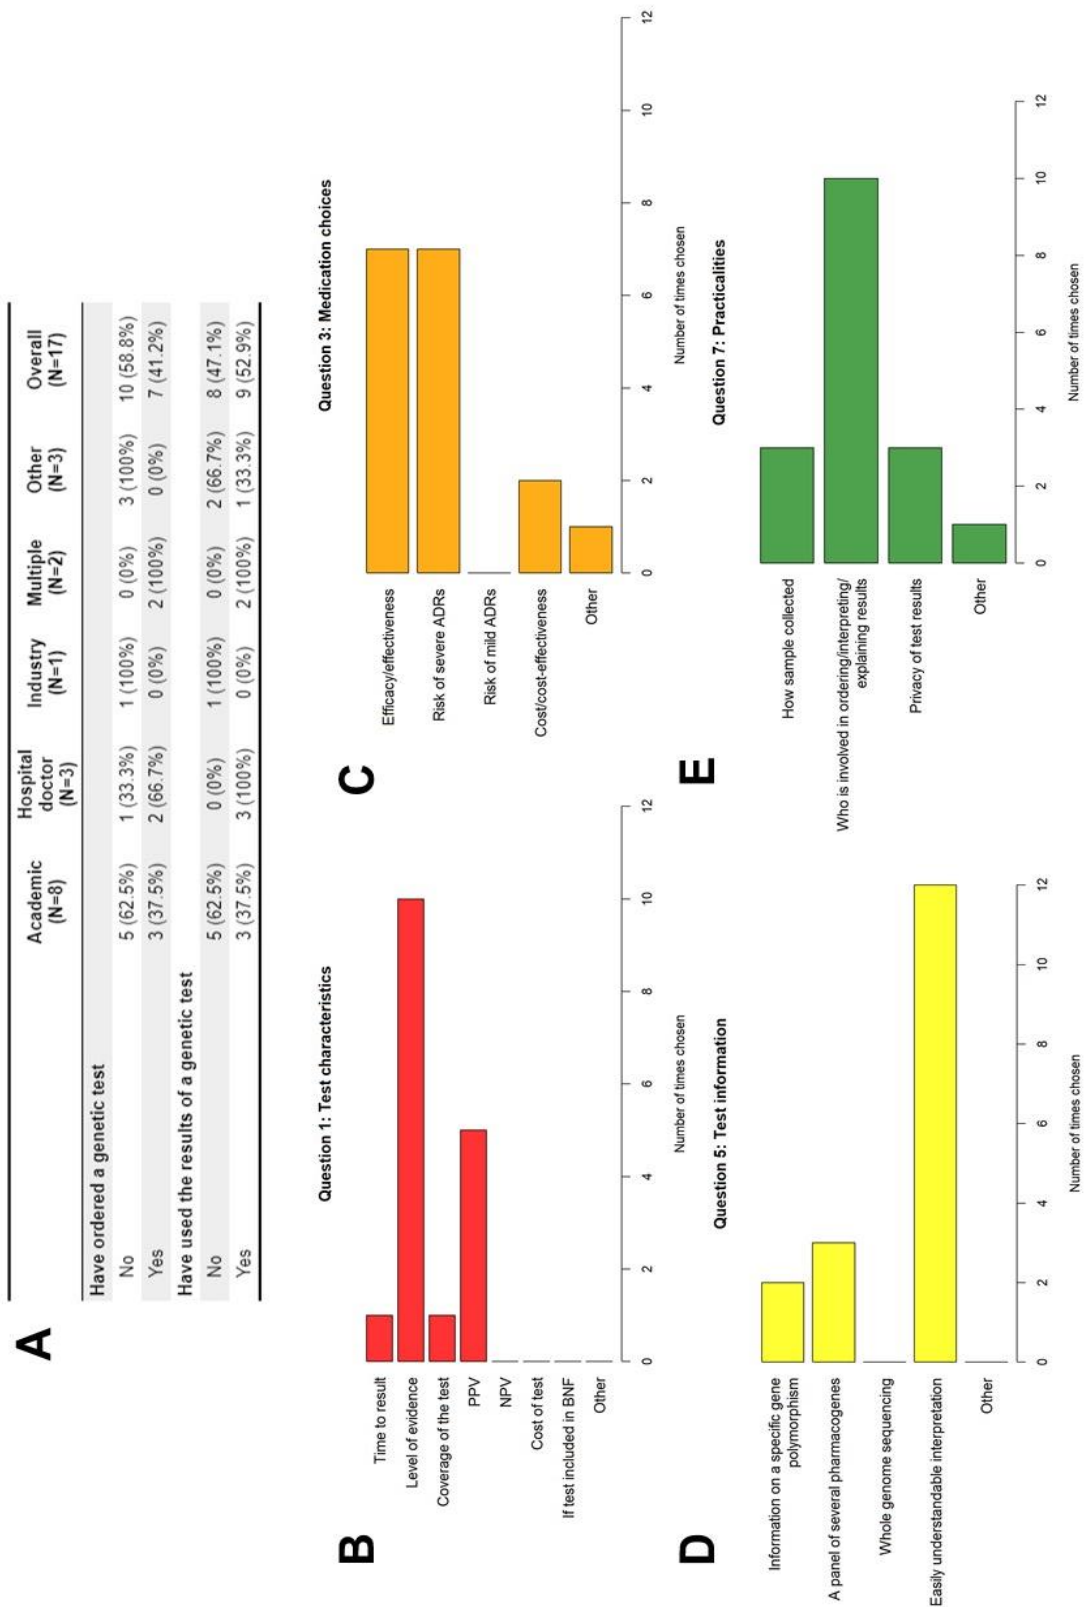 A
Academic (N=8) Hospital doctor (N=3) Industry (N=1) Multiple (N=2) Other (N=3) Overall (N=17)
Have ordered a genetic test
No 5 (62.5%) 1 (33.3%) 1 (100%) 0 (0%) 3 (100%) 10 (58.8%)
Yes 3 (37.5%) 2 (66.7%) 0 (0%) 2 (100%) 0 (0%) 7 (41.2%)
Have used the results of a genetic test
No 5 (62.5%) 0 (0%) 1 (100%) 0 (0%) 2 (66.7%) 8 (47.1%)
Yes 3 (37.5%) 3 (100%) 0 (0%) 2 (100%) 1 (33.3%) 9 (52.9%)
B
Question 1: Test characteristics
Time to result
Level of evidence
Coverage of the test
PPV
NPV
Cost of test
If test included in BNF
Other
0 2 4 6 8 10 12
Number of times chosen
C
Question 3: Medication choices
Efficacy/effectiveness
Risk of severe ADRs
Risk of mild ADRs
Cost/cost-effectiveness
Other
0 2 4 6 8 10 12
Number of times chosen
D
Question 5: Test information
Information on a specific gene
polymorphism
A panel of several pharmacogenes
Whole genome sequencing
Easily understandable interpretation
Other
0 2 4 6 8 10 12
Number of times chosen
E
Question 7: Practicalities
How sample collected
Who is involved in ordering/interpreting/
explaining results
Privacy of test results
Other
0 2 4 6 8 10 12
Number of times chosen